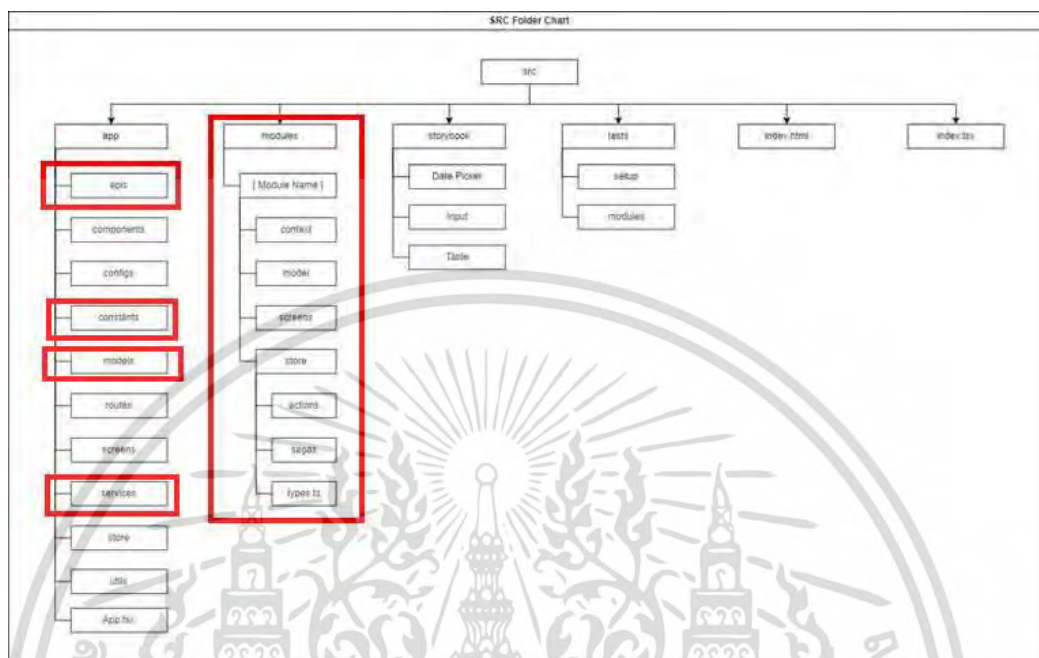 SRC Folder Chart
src
app
modules
storybook
tests
index.html
index.tsx
apis
components
configs
constants
models
routes
screens
services
store
utils
App.tsx
[ Module Name ]
context
model
screens
store
actions
sagas
types.ts
Date Picker
Input
Table
setup
modules